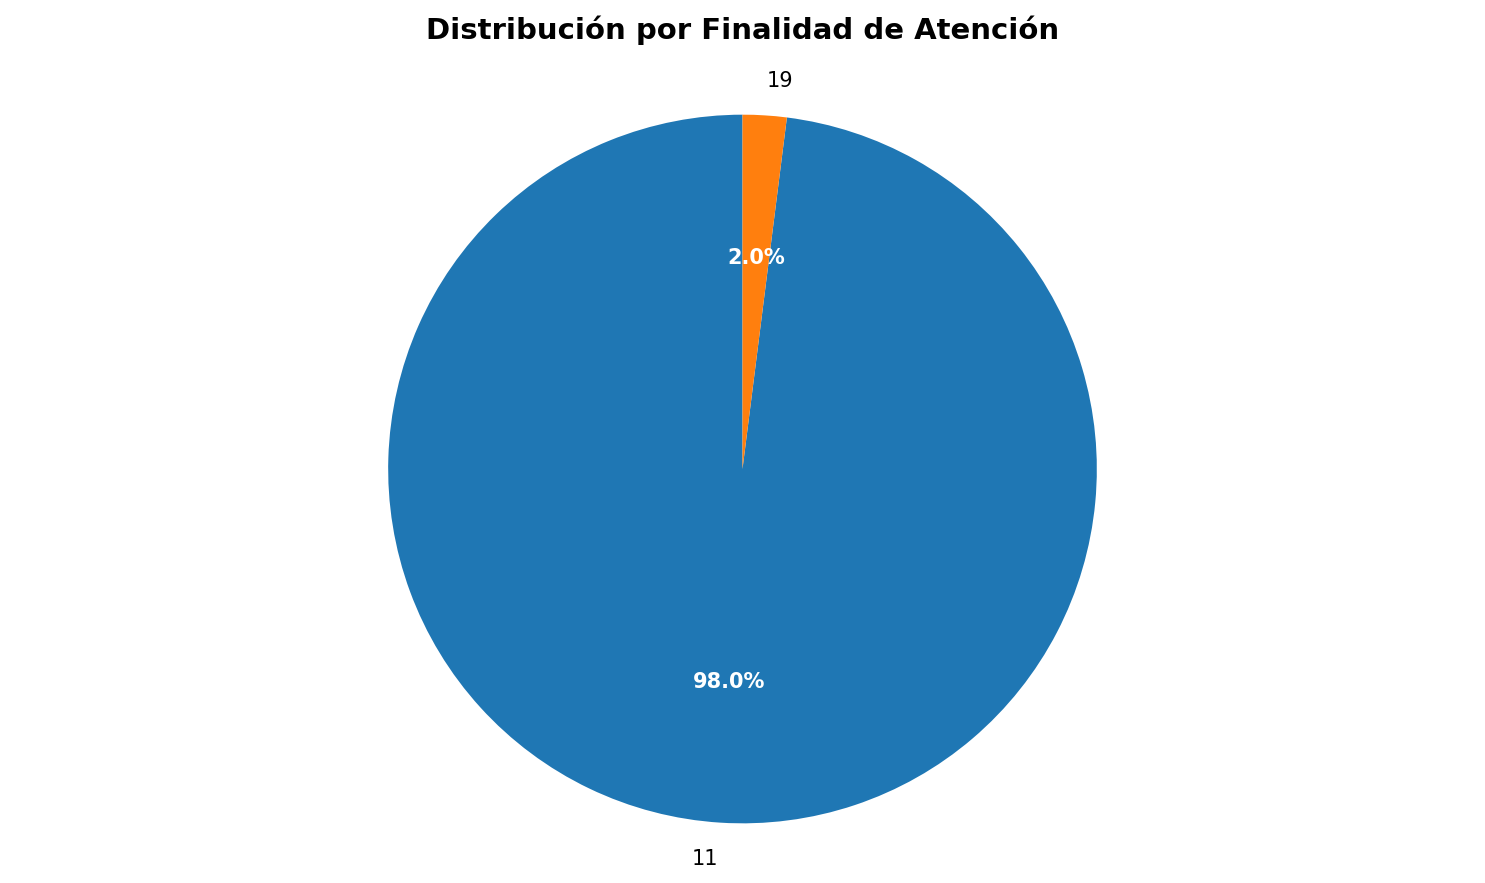 Distribución por Finalidad de Atención
19
2.0%
98.0%
11